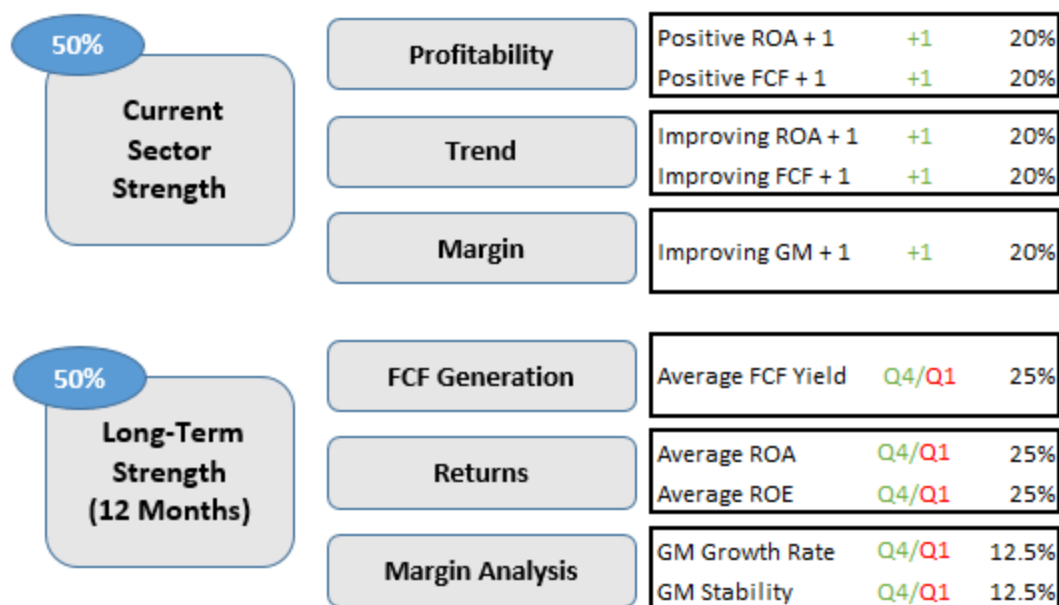 50%
Current
Sector
Strength
Profitability
Positive ROA + 1 +1 20%
Positive FCF + 1 +1 20%
Trend
Improving ROA + 1 +1 20%
Improving FCF + 1 +1 20%
Margin
Improving GM + 1 +1 20%
50%
Long-Term
Strength
(12 Months)
FCF Generation
Average FCF Yield Q4/Q1 25%
Returns
Average ROA Q4/Q1 25%
Average ROE Q4/Q1 25%
Margin Analysis
GM Growth Rate Q4/Q1 12.5%
GM Stability Q4/Q1 12.5%